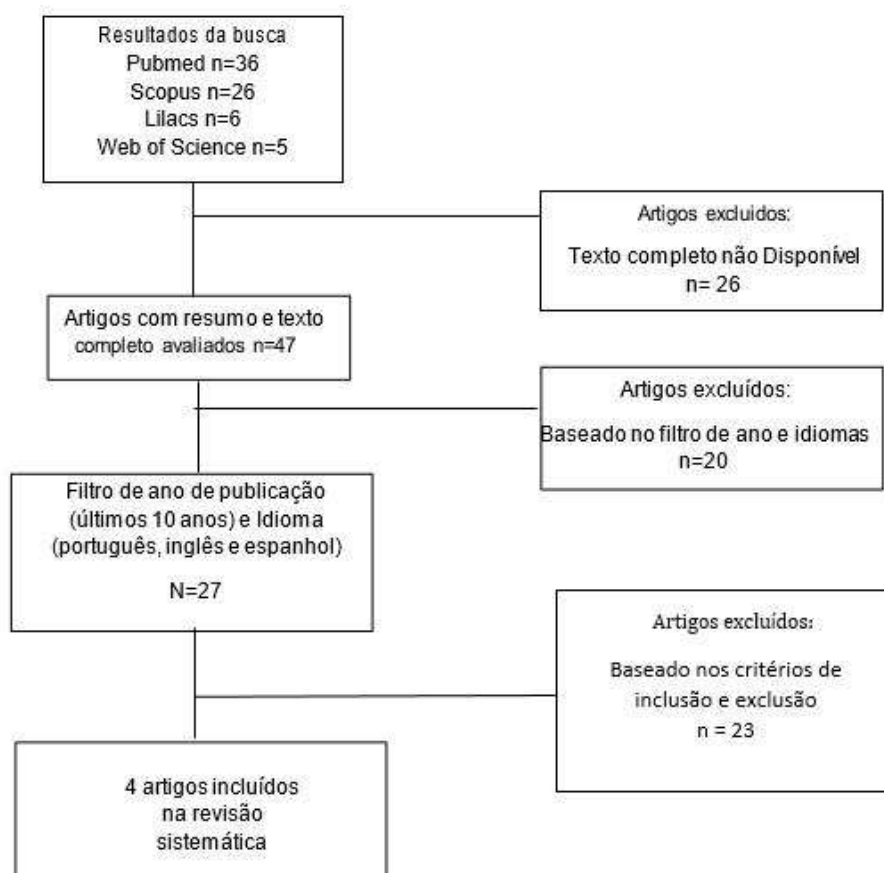 Resultados da busca
Pubmed n=36
Scopus n=26
Lilacs n=6
Web of Science n=5
Artigos excluidos:
Texto completo não Disponível
n= 26
Artigos com resumo e texto
completo avaliados n=47
Artigos excluídos:
Baseado no filtro de ano e idiomas
n=20
Filtro de ano de publicação
(últimos 10 anos) e Idioma
(português, inglês e espanhol)
N=27
Artigos excluídos:
Baseado nos critérios de
inclusão e exclusão
n = 23
4 artigos incluídos
na revisão
sistemática